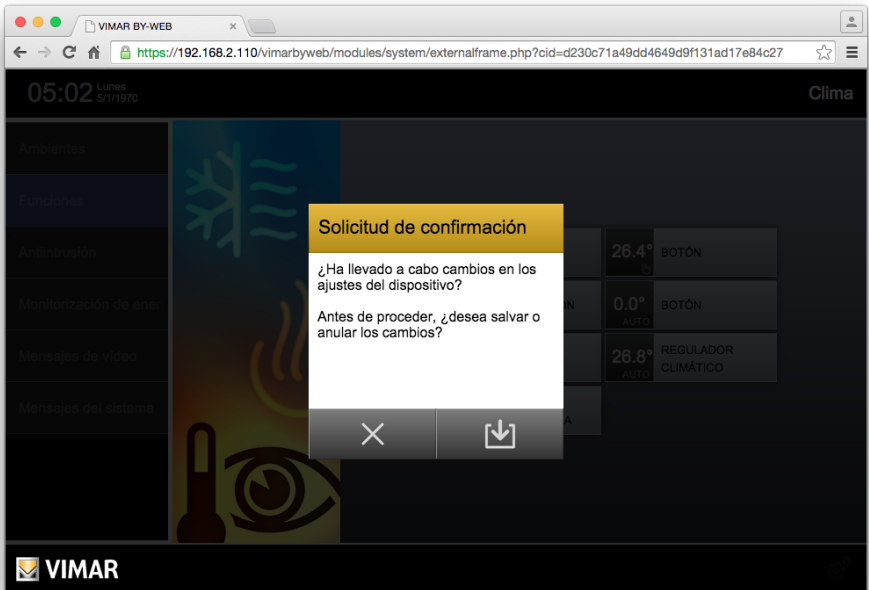 VIMAR BY-WEB
https://192.168.2.110/vimarbyweb/modules/system/externalframe.php?cid=d230c71a49dd4649d9f131ad17e84c27
05:02
Lunes
5/1/1970
Clima
Ambientes
Funciones
Antiintrusión
Monitorización de ener
Mensajes de vídeo
Mensajes del sistema
Solicitud de confirmación
¿Ha llevado a cabo cambios en los
ajustes del dispositivo?
Antes de proceder, ¿desea salvar o
anular los cambios?
26.4° BOTÓN
0.0° BOTÓN
AUTO
26.8° REGULADOR
CLIMÁTICO
AUTO
VIMAR